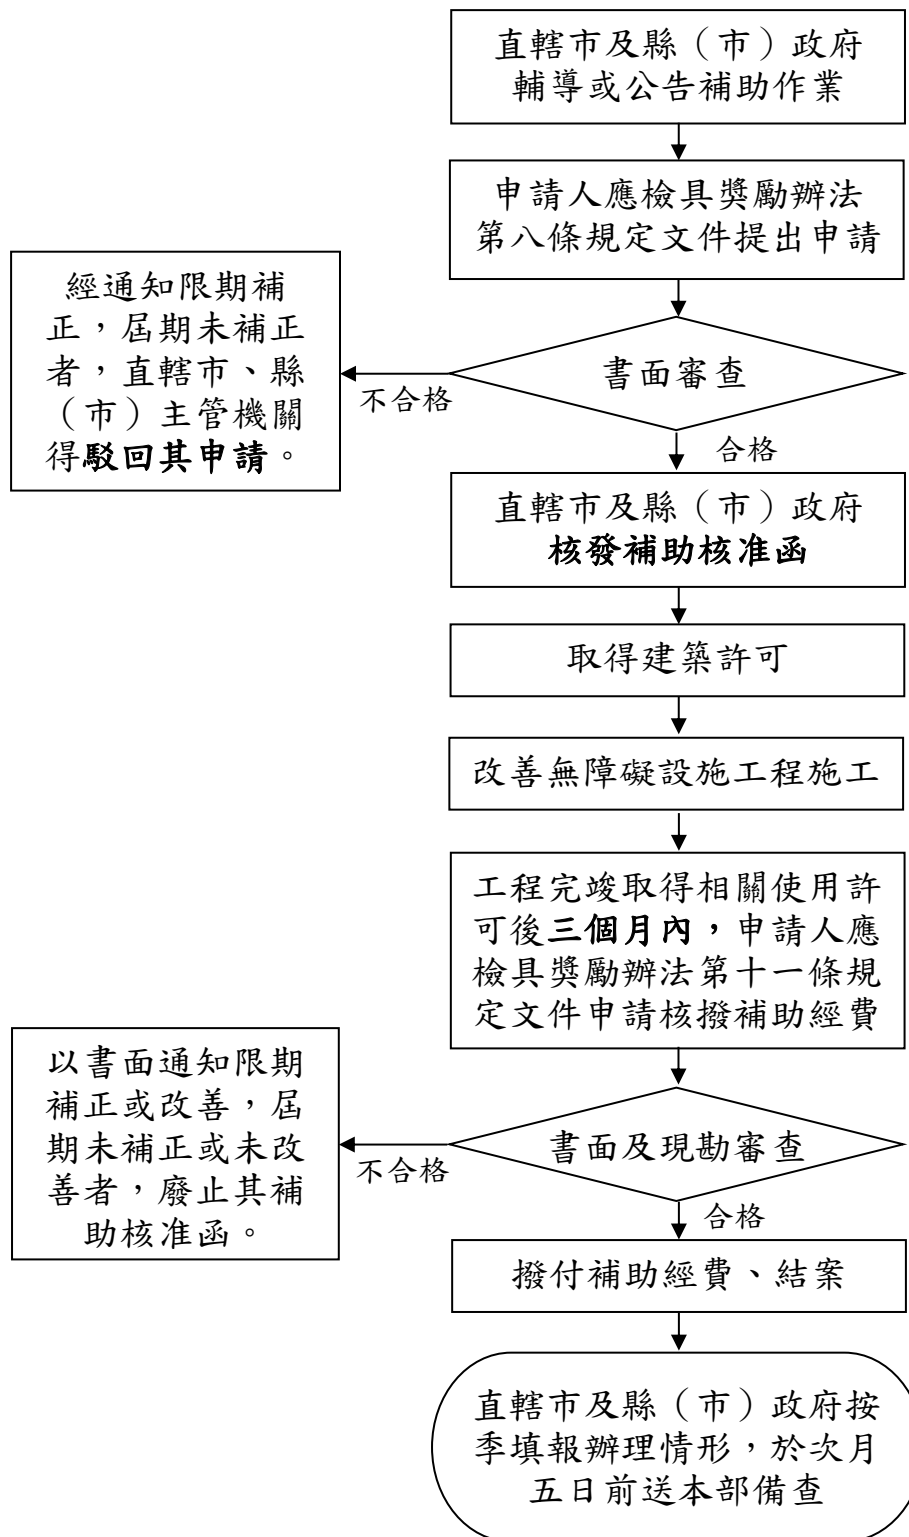 直轄市及縣（市）政府
輔導或公告補助作業
申請人應檢具獎勵辦法
第八條規定文件提出申請
書面審查
不合格
經通知限期補
正，屆期未補正
者，直轄市、縣
（市）主管機關
得駁回其申請。
合格
直轄市及縣（市）政府
核發補助核准函
取得建築許可
改善無障礙設施工程施工
工程完竣取得相關使用許
可後三個月內，申請人應
檢具獎勵辦法第十一條規
定文件申請核撥補助經費
書面及現勘審查
不合格
以書面通知限期
補正或改善，屆
期未補正或未改
善者，廢止其補
助核准函。
合格
撥付補助經費、結案
直轄市及縣（市）政府按
季填報辦理情形，於次月
五日前送本部備查